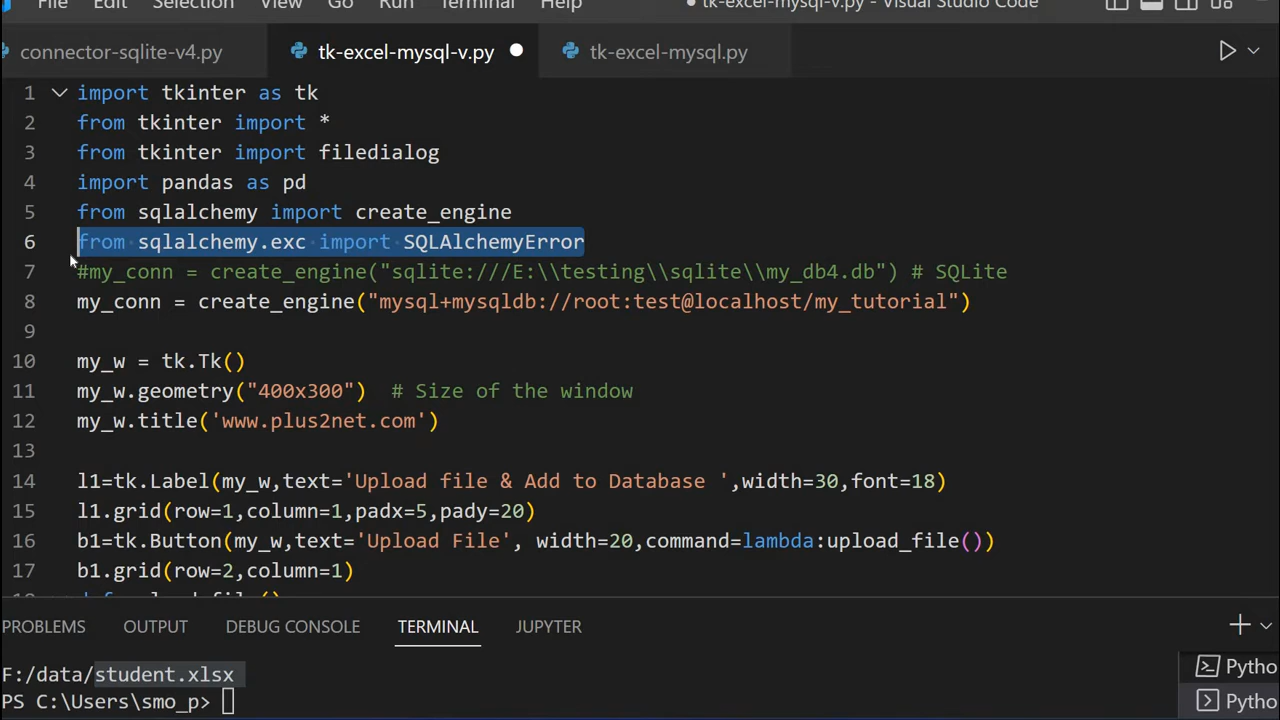 File Edit Selection View Go Run Terminal Help ● tk-excel-mysql-v.py - Visual Studio Code
connector-sqlite-v4.py tk-excel-mysql-v.py tk-excel-mysql.py
1 import tkinter as tk
2 from tkinter import *
3 from tkinter import filedialog
4 import pandas as pd
5 from sqlalchemy import create_engine
6 from sqlalchemy.exc import SQLAlchemyError
7 #my_conn = create_engine("sqlite:///E:\\testing\\sqlite\\my_db4.db") # SQLite
8 my_conn = create_engine("mysql+mysqldb://root:test@localhost/my_tutorial")
9
10 my_w = tk.Tk()
11 my_w.geometry("400x300")  # Size of the window
12 my_w.title('www.plus2net.com')
13
14 l1=tk.Label(my_w,text='Upload file & Add to Database ',width=30,font=18)
15 l1.grid(row=1,column=1,padx=5,pady=20)
16 b1=tk.Button(my_w,text='Upload File', width=20,command=lambda:upload_file())
17 b1.grid(row=2,column=1)
PROBLEMS OUTPUT DEBUG CONSOLE TERMINAL JUPYTER
F:/data/student.xlsx
PS C:\Users\smo_p>
Pytho
Pytho